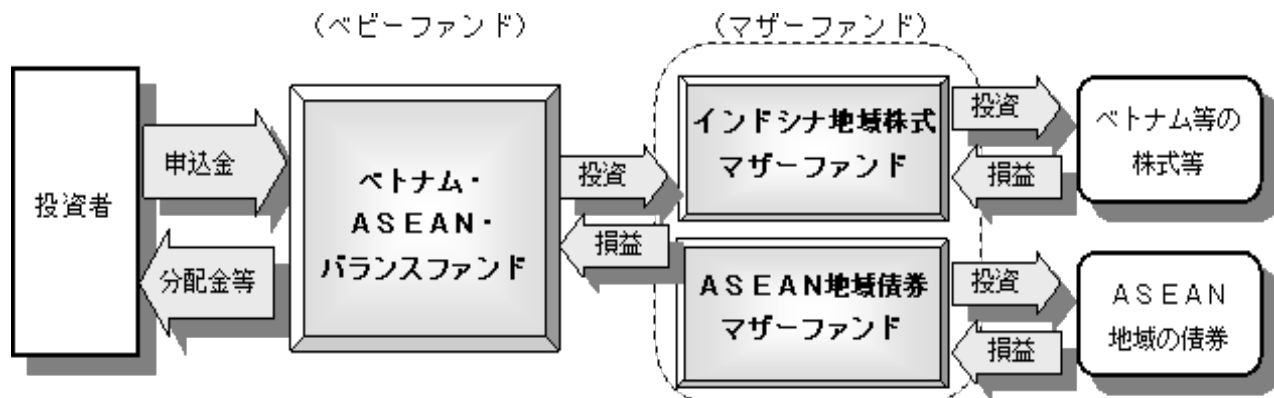 （ベビーファンド）
（マザーファンド）
投資者
申込金
分配金等
ベトナム・
ＡＳＥＡＮ・
バランスファンド
投資
損益
インドシナ地域株式
マザーファンド
投資
損益
ベトナム等の
株式等
ＡＳＥＡＮ地域債券
マザーファンド
投資
損益
ＡＳＥＡＮ
地域の債券